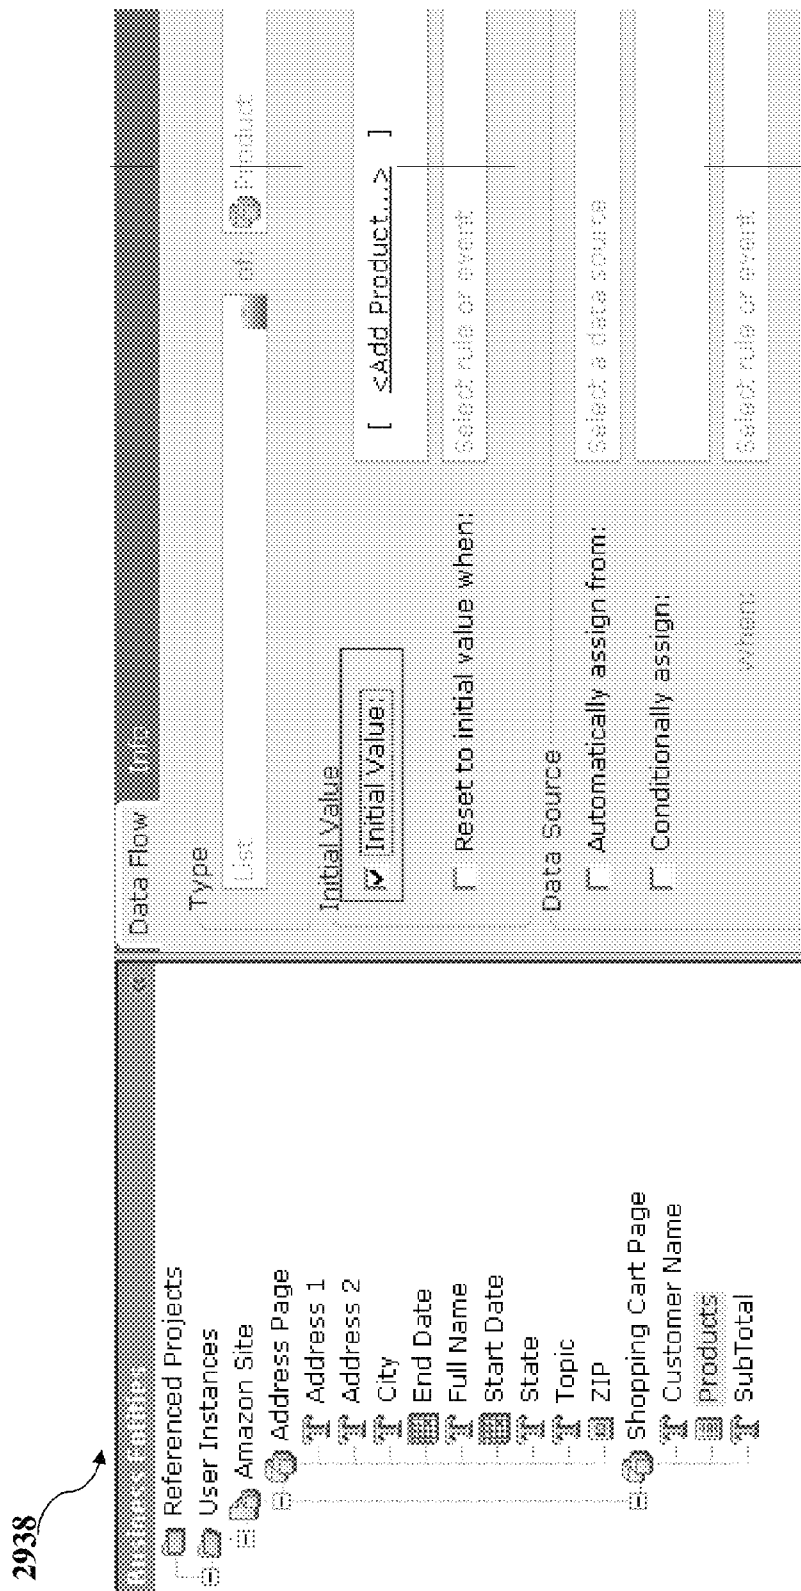 2938
Business Entities
Referenced Projects
User Instances
Amazon Site
Address Page
Address 1
Address 2
City
End Date
Full Name
Start Date
State
Topic
ZIP
Shopping Cart Page
Customer Name
Products
SubTotal
Data Flow
Type
List of Product
Initial Value
Initial Value: [ <Add Product...> ]
Reset to initial value when: Select rule or event
Data Source
Automatically assign from: Select a data source
Conditionally assign:
when: Select rule or event